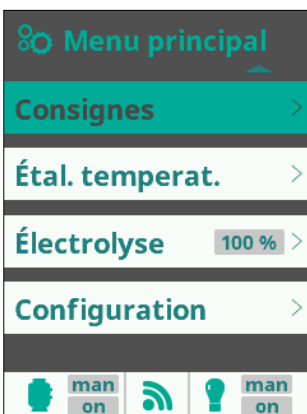 Menu principal
Consignes
Étal. temperat.
Électrolyse 100 %
Configuration
man man
on on